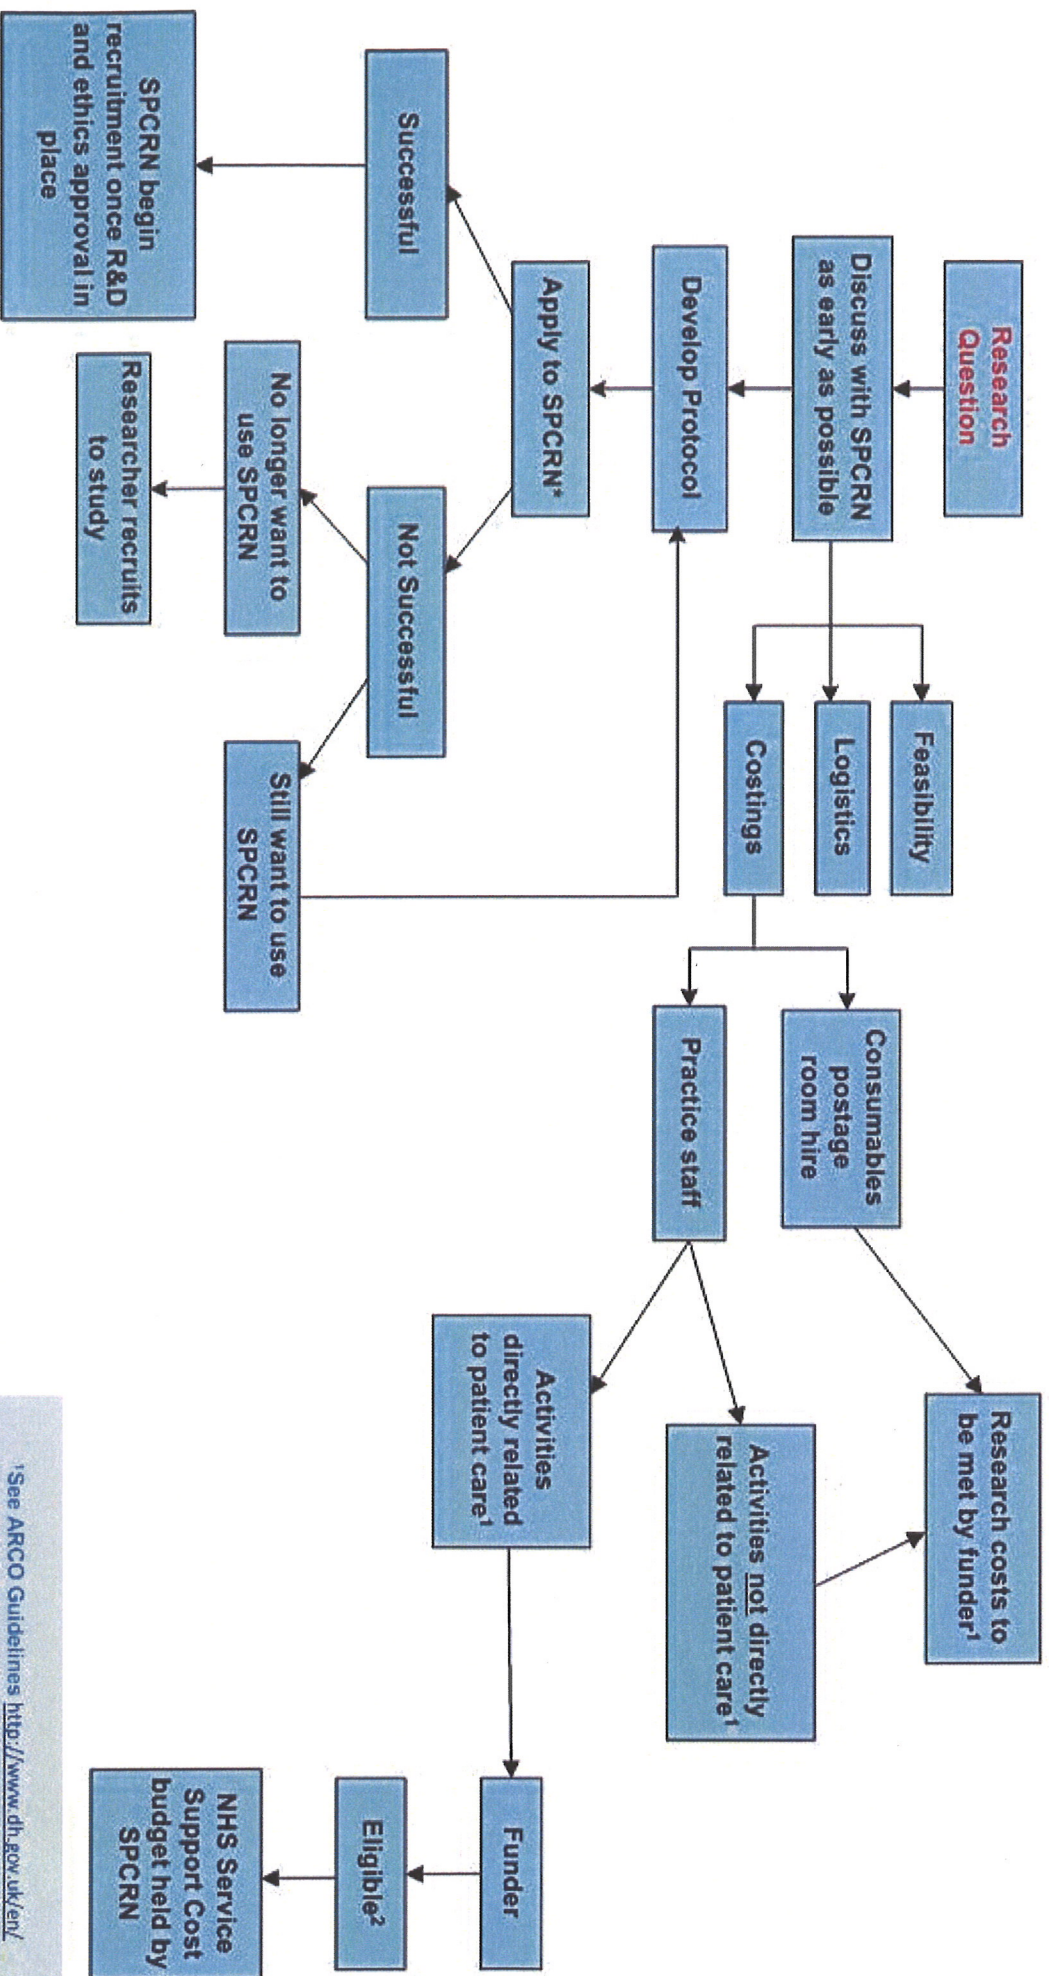 Research
Question
Discuss with SPCRN
as early as possible
Feasibility
Logistics
Costings
Consumables
postage
room hire
Practice staff
Research costs to
be met by funder¹
Activities not directly
related to patient care¹
Activities
directly related
to patient care¹
Funder
Eligible²
NHS Service
Support Cost
budget held by
SPCRN
Develop Protocol
Apply to SPCRN*
Successful
Not Successful
SPCRN begin
recruitment once R&D
and ethics approval in
place
No longer want to
use SPCRN
Researcher recruits
to study
Still want to use
SPCRN
¹See ARCO Guidelines http://www.dh.gov.uk/en/